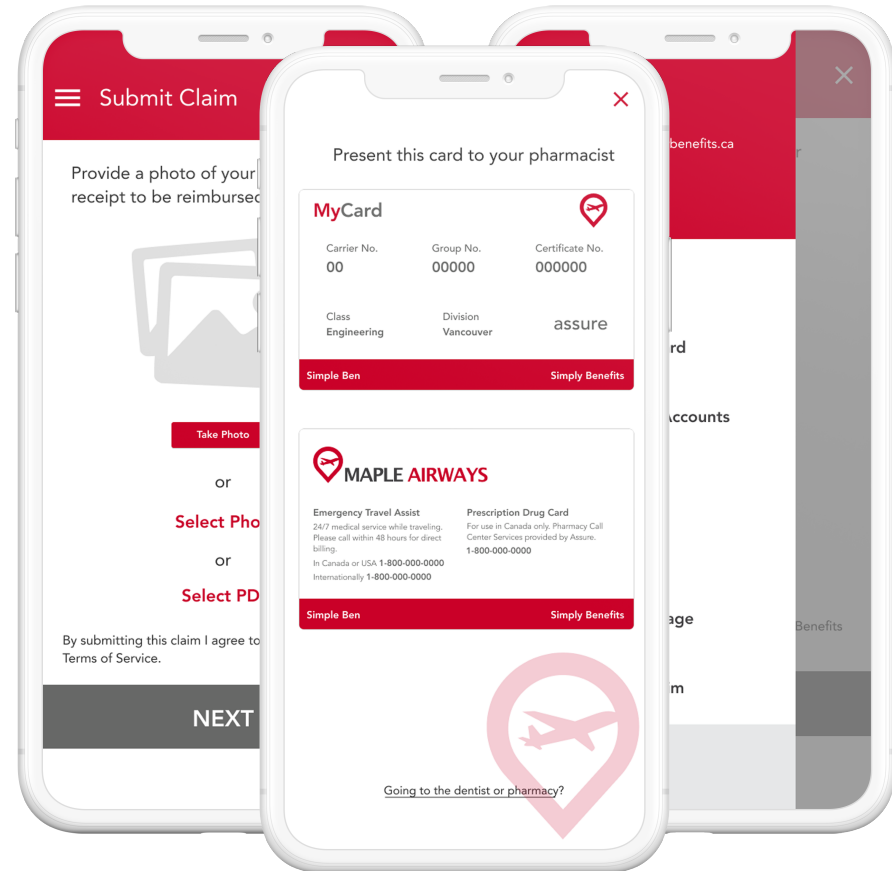 Submit Claim
Provide a photo of your
receipt to be reimbursed
Take Photo
or
Select Pho
or
Select PD
By submitting this claim I agree to
Terms of Service.
NEXT
Present this card to your pharmacist
MyCard
Carrier No. Group No. Certificate No.
00 00000 000000
Class Division
Engineering Vancouver assure
Simple Ben Simply Benefits
MAPLE AIRWAYS
Emergency Travel Assist
24/7 medical service while traveling.
Please call within 48 hours for direct
billing.
In Canada or USA 1-800-000-0000
Internationally 1-800-000-0000
Prescription Drug Card
For use in Canada only. Pharmacy Call
Center Services provided by Assure.
1-800-000-0000
Simple Ben Simply Benefits
Going to the dentist or pharmacy?
benefits.ca
r
rd
Accounts
age
Benefits
m